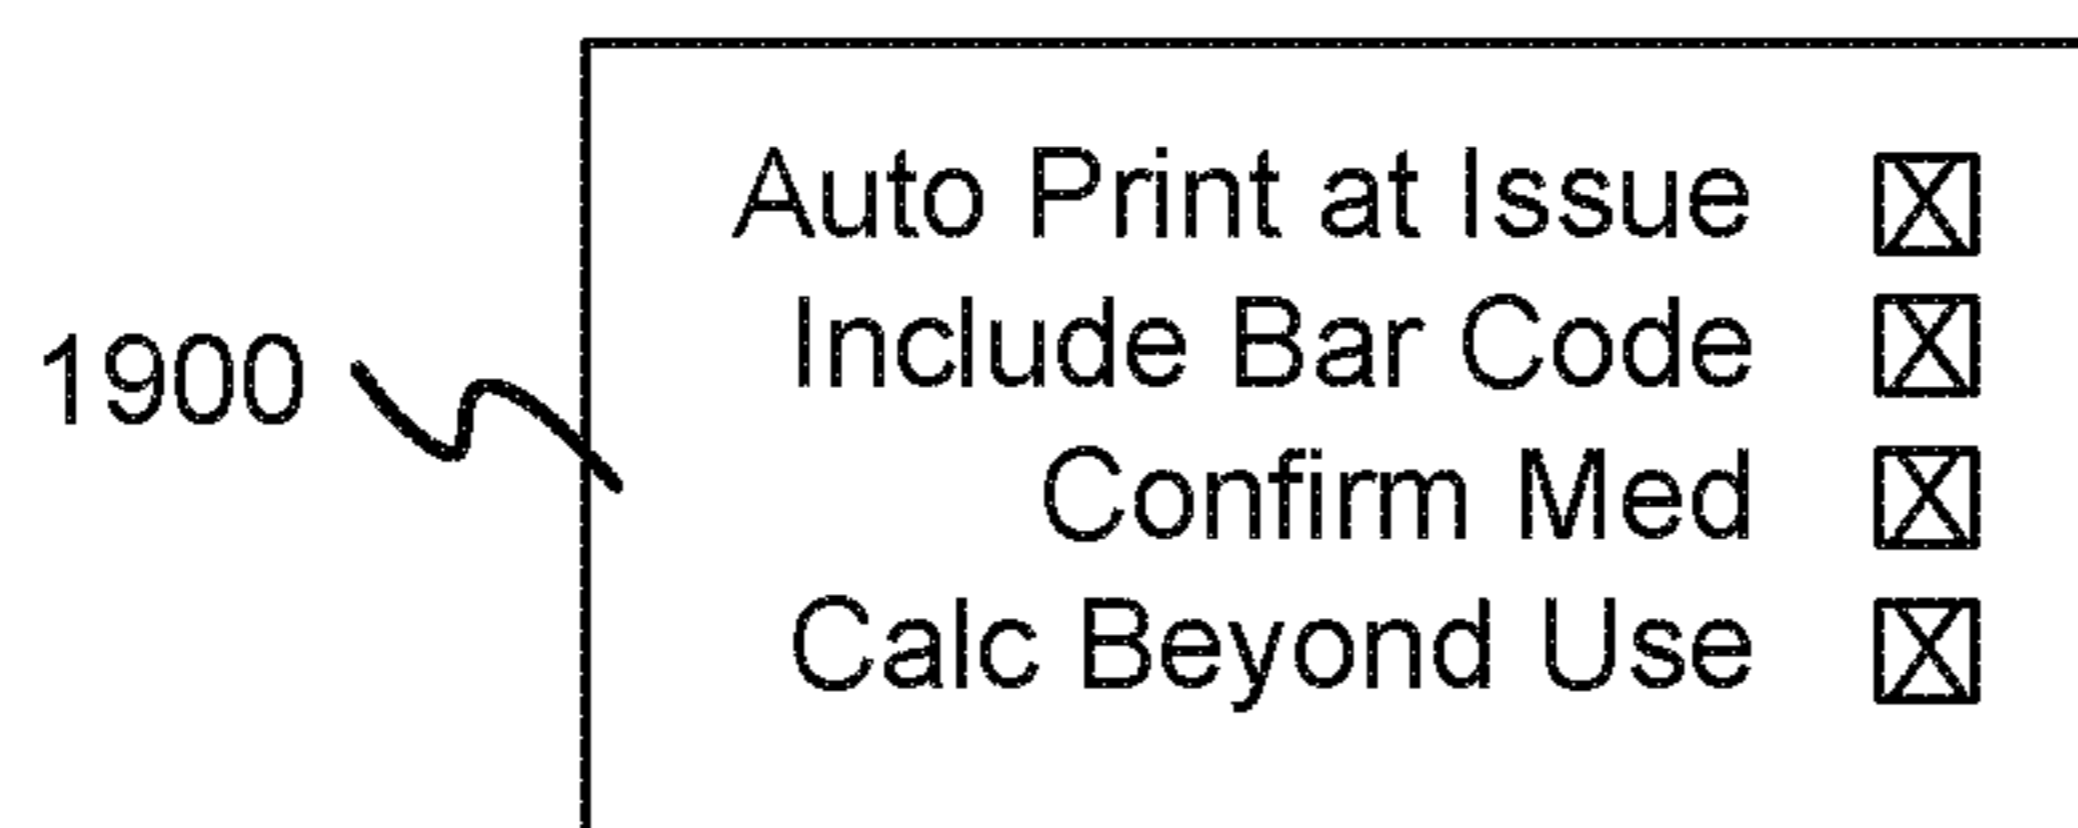 Auto Print at Issue
Include Bar Code
1900
Confirm Med
Calc Beyond Use